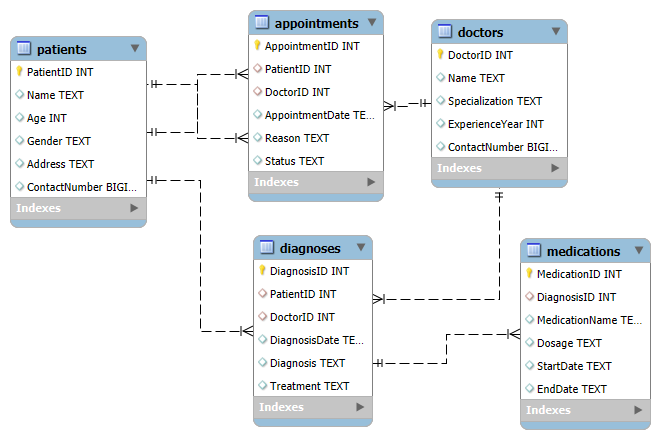 patients
PatientID INT
Name TEXT
Age INT
Gender TEXT
Address TEXT
ContactNumber BIGI...
Indexes
appointments
AppointmentID INT
PatientID INT
DoctorID INT
AppointmentDate TE...
Reason TEXT
Status TEXT
Indexes
doctors
DoctorID INT
Name TEXT
Specialization TEXT
ExperienceYear INT
ContactNumber BIGI...
Indexes
diagnoses
DiagnosisID INT
PatientID INT
DoctorID INT
DiagnosisDate TE...
Diagnosis TEXT
Treatment TEXT
Indexes
medications
MedicationID INT
DiagnosisID INT
MedicationName TE...
Dosage TEXT
StartDate TEXT
EndDate TEXT
Indexes